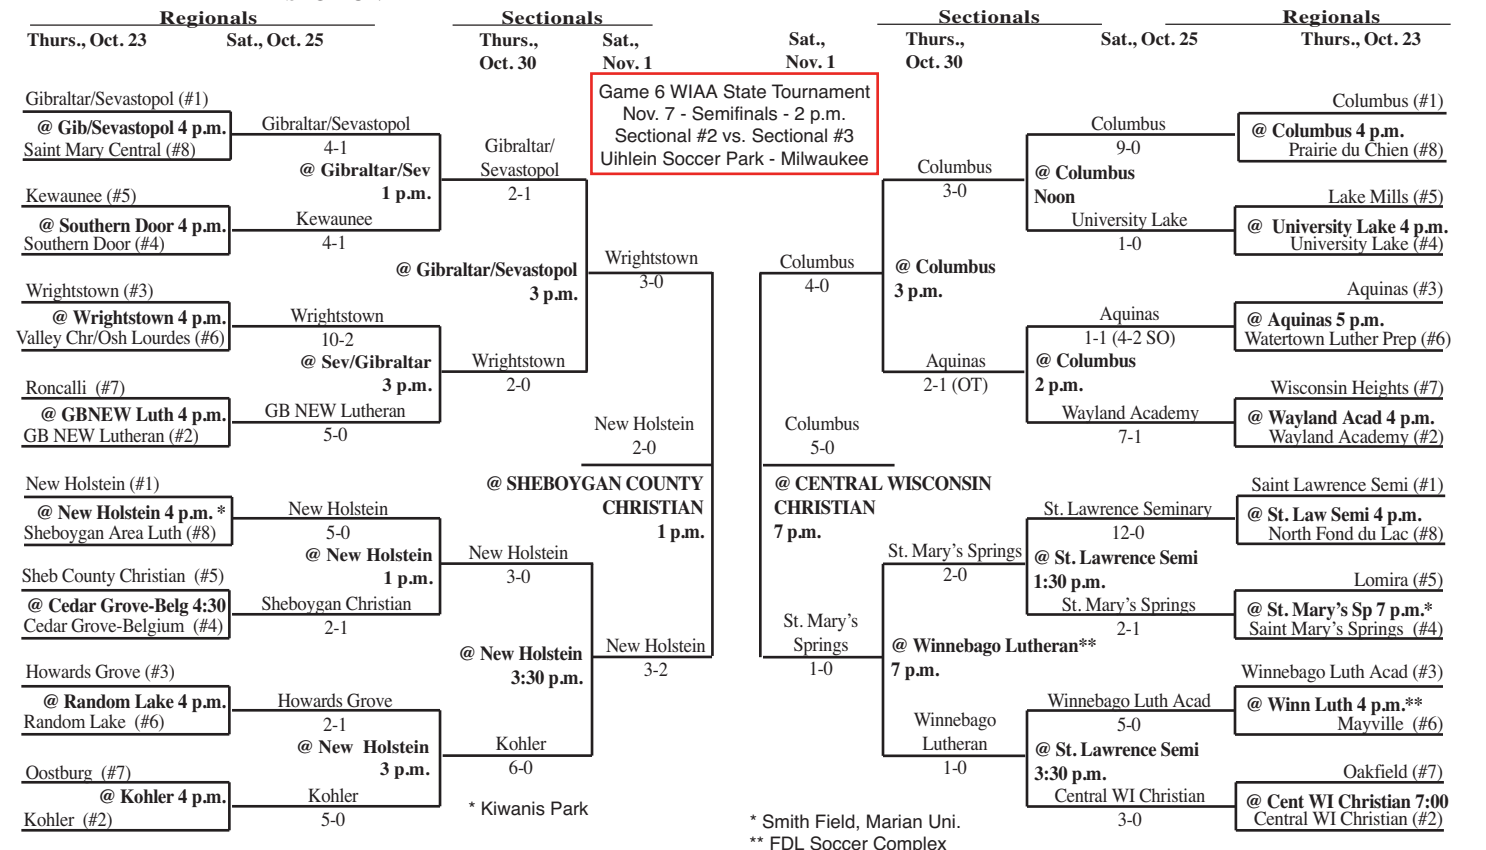 Regionals
Sectionals
Sectionals
Regionals
Thurs., Oct. 23
Sat., Oct. 25
Thurs.,
Oct. 30
Sat.,
Nov. 1
Sat.,
Nov. 1
Thurs.,
Oct. 30
Sat., Oct. 25
Thurs., Oct. 23
Game 6 WIAA State Tournament
Nov. 7 - Semifinals - 2 p.m.
Sectional #2 vs. Sectional #3
Uihlein Soccer Park - Milwaukee
Gibraltar/Sevastopol (#1)
@ Gib/Sevastopol 4 p.m.
Saint Mary Central (#8)
Kewaunee (#5)
@ Southern Door 4 p.m.
Southern Door (#4)
Wrightstown (#3)
@ Wrightstown 4 p.m.
Valley Chr/Osh Lourdes (#6)
Roncalli (#7)
@ GBNEW Luth 4 p.m.
GB NEW Lutheran (#2)
New Holstein (#1)
@ New Holstein 4 p.m. *
Sheboygan Area Luth (#8)
Sheb County Christian (#5)
@ Cedar Grove-Belg 4:30
Cedar Grove-Belgium (#4)
Howards Grove (#3)
@ Random Lake 4 p.m.
Random Lake (#6)
Oostburg (#7)
@ Kohler 4 p.m.
Kohler (#2)
Gibraltar/Sevastopol
4-1
@ Gibraltar/Sev
1 p.m.
Kewaunee
4-1
Wrightstown
10-2
@ Sev/Gibraltar
3 p.m.
GB NEW Lutheran
5-0
New Holstein
5-0
@ New Holstein
1 p.m.
Sheboygan Christian
2-1
Howards Grove
2-1
@ New Holstein
3 p.m.
Kohler
5-0
Gibraltar/
Sevastopol
2-1
@ Gibraltar/Sevastopol
3 p.m.
Wrightstown
2-0
New Holstein
3-0
@ New Holstein
3:30 p.m.
Kohler
6-0
* Kiwanis Park
Wrightstown
3-0
New Holstein
2-0
@ SHEBOYGAN COUNTY
CHRISTIAN
1 p.m.
New Holstein
3-2
Columbus
4-0
Columbus
5-0
@ CENTRAL WISCONSIN
CHRISTIAN
7 p.m.
St. Mary's
Springs
1-0
Columbus
3-0
@ Columbus
3 p.m.
Aquinas
2-1 (OT)
St. Mary's Springs
2-0
@ Winnebago Lutheran**
7 p.m.
Winnebago
Lutheran
1-0
Columbus
9-0
@ Columbus
Noon
University Lake
1-0
Aquinas
1-1 (4-2 SO)
@ Columbus
2 p.m.
Wayland Academy
7-1
St. Lawrence Seminary
12-0
@ St. Lawrence Semi
1:30 p.m.
St. Mary's Springs
2-1
Winnebago Luth Acad
5-0
@ St. Lawrence Semi
3:30 p.m.
Central WI Christian
3-0
Columbus (#1)
@ Columbus 4 p.m.
Prairie du Chien (#8)
Lake Mills (#5)
@ University Lake 4 p.m.
University Lake (#4)
Aquinas (#3)
@ Aquinas 5 p.m.
Watertown Luther Prep (#6)
Wisconsin Heights (#7)
@ Wayland Acad 4 p.m.
Wayland Academy (#2)
Saint Lawrence Semi (#1)
@ St. Law Semi 4 p.m.
North Fond du Lac (#8)
Lomira (#5)
@ St. Mary's Sp 7 p.m.*
Saint Mary's Springs (#4)
Winnebago Luth Acad (#3)
@ Winn Luth 4 p.m.**
Mayville (#6)
Oakfield (#7)
@ Cent WI Christian 7:00
Central WI Christian (#2)
* Smith Field, Marian Uni.
** FDL Soccer Complex